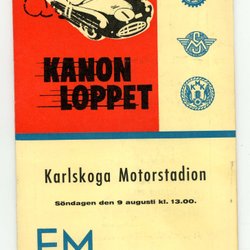 KANON
LOPPET
Karlskoga Motorstadion
Söndagen den 9 augusti kl. 13.00.
EM